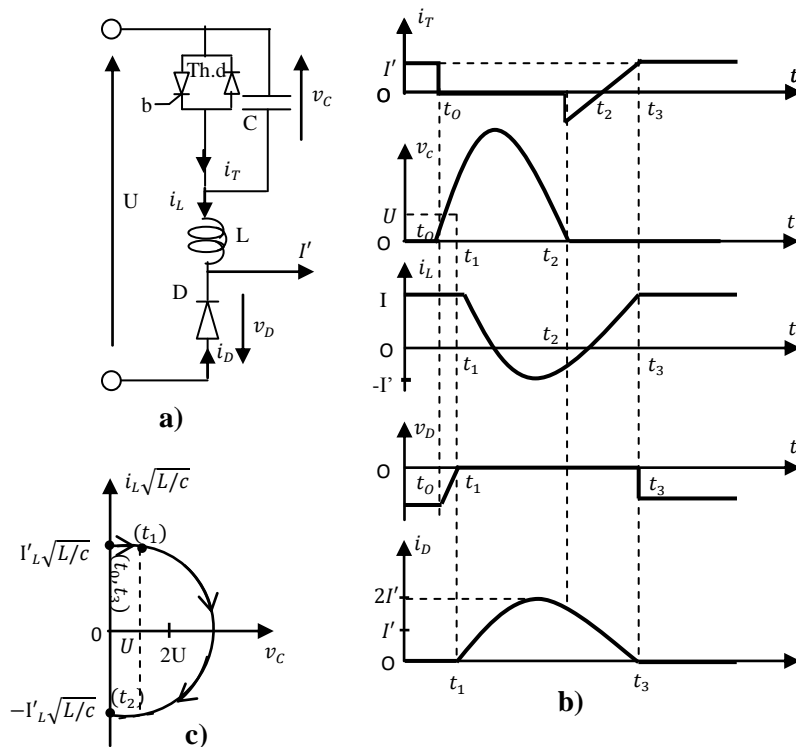 Th.d
b
C
v_C
i_T
U
i_L
L
I'
D
v_D
i_D
a)
i_L√L/c
I'_L√L/c
(t_1)
(t_0,t_3)
0
U
2U
v_C
(t_2)
−I'_L√L/c
c)
i_T
I'
O
t_O
t_2
t_3
t
v_c
U
t_O
O
t_1
t_2
t
i_L
I
O
t_1
t_2
t_3
-I'
v_D
O
t_O
t_1
t_3
t
i_D
2I'
I'
O
t_1
t_3
b)